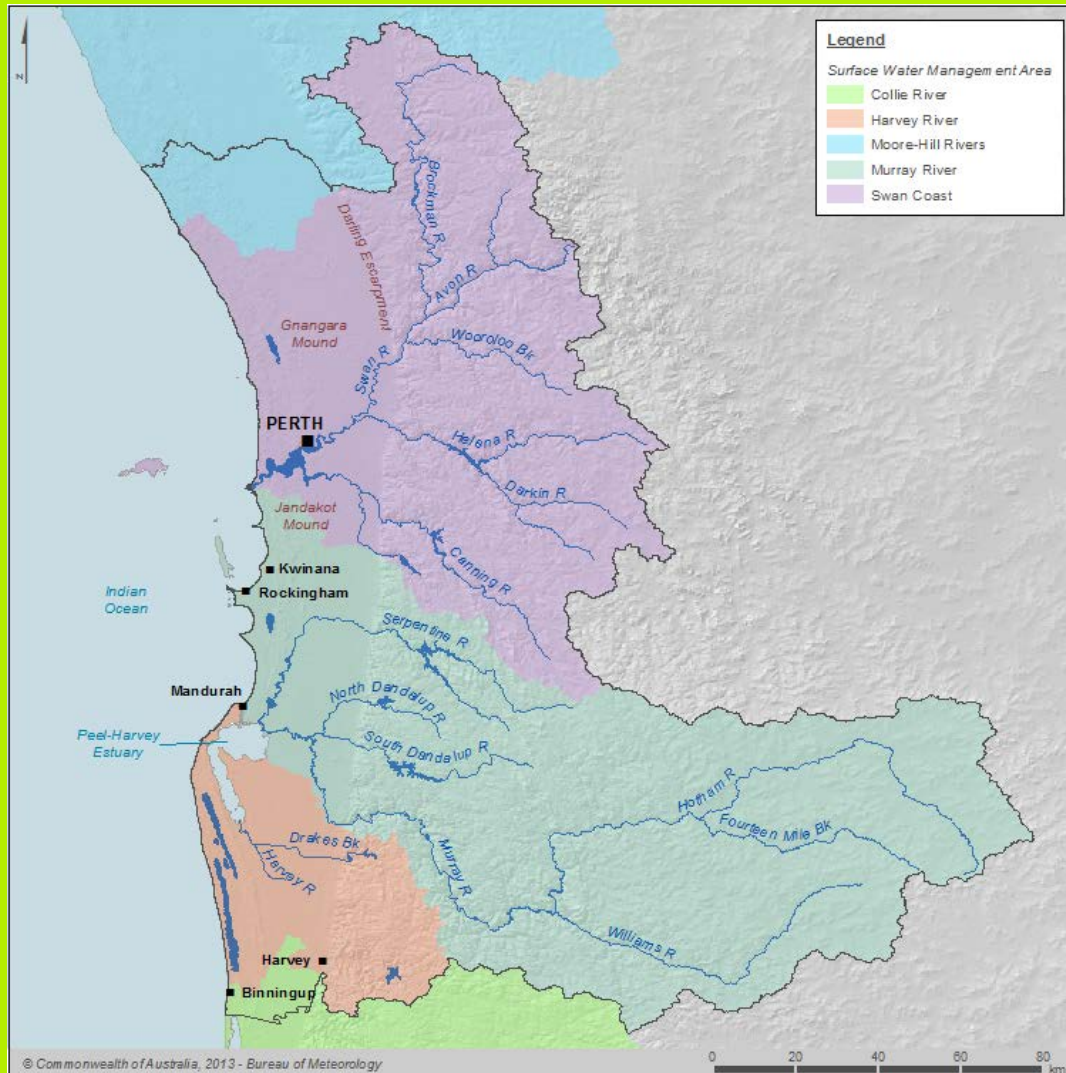 N
Legend
Surface Water Management Area
Collie River
Harvey River
Moore-Hill Rivers
Murray River
Swan Coast
Brockman R
Darling Escarpment
Avon R
Gnangara
Mound
Wooroloo Bk
Swan R
PERTH
Helena R
Darkin R
Jandakot
Mound
Canning R
Kwinana
Rockingham
Indian
Ocean
Serpentine R
Mandurah
North Dandalup R
Peel-Harvey
Estuary
South Dandalup R
Hotham R
Fourteen Mile Bk
Drakes Bk
Harvey R
Murray R
Williams R
Harvey
Binningup
© Commonwealth of Australia, 2013 - Bureau of Meteorology
0 20 40 60 80
km